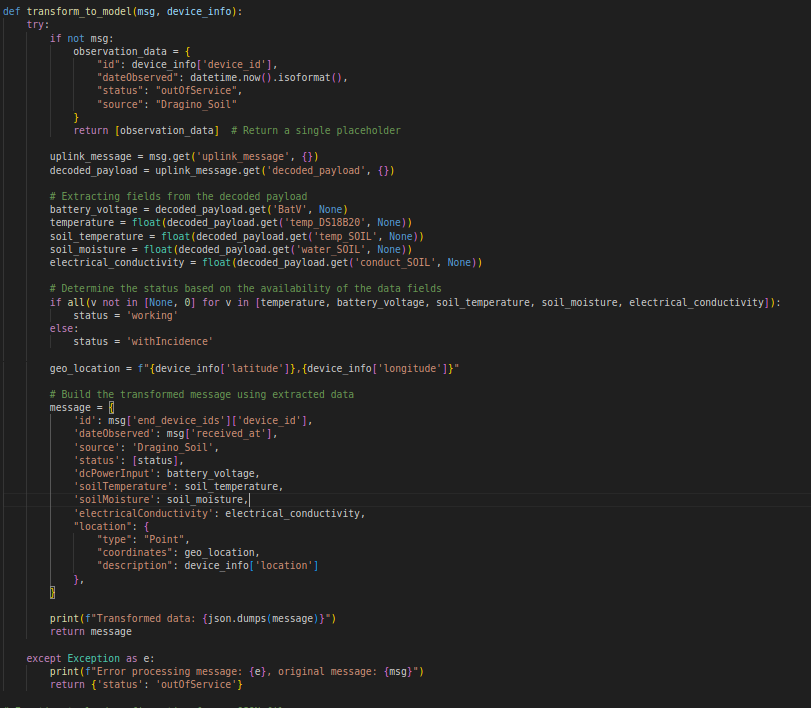 def transform_to_model(msg, device_info):
    try:
        if not msg:
            observation_data = {
                "id": device_info['device_id'],
                "dateObserved": datetime.now().isoformat(),
                "status": "outOfService",
                "source": "Dragino_Soil"
            }
            return [observation_data]  # Return a single placeholder

        uplink_message = msg.get('uplink_message', {})
        decoded_payload = uplink_message.get('decoded_payload', {})

        # Extracting fields from the decoded payload
        battery_voltage = decoded_payload.get('BatV', None)
        temperature = float(decoded_payload.get('temp_DS18B20', None))
        soil_temperature = float(decoded_payload.get('temp_SOIL', None))
        soil_moisture = float(decoded_payload.get('water_SOIL', None))
        electrical_conductivity = float(decoded_payload.get('conduct_SOIL', None))

        # Determine the status based on the availability of the data fields
        if all(v not in [None, 0] for v in [temperature, battery_voltage, soil_temperature, soil_moisture, electrical_conductivity]):
            status = 'working'
        else:
            status = 'withIncidence'

        geo_location = f"{device_info['latitude']},{device_info['longitude']}"

        # Build the transformed message using extracted data
        message = {
            'id': msg['end_device_ids']['device_id'],
            'dateObserved': msg['received_at'],
            'source': 'Dragino_Soil',
            'status': [status],
            'dcPowerInput': battery_voltage,
            'soilTemperature': soil_temperature,
            'soilMoisture': soil_moisture,
            'electricalConductivity': electrical_conductivity,
            "location": {
                "type": "Point",
                "coordinates": geo_location,
                "description": device_info['location']
            },
        }

        print(f"Transformed data: {json.dumps(message)}")
        return message

    except Exception as e:
        print(f"Error processing message: {e}, original message: {msg}")
        return {'status': 'outOfService'}